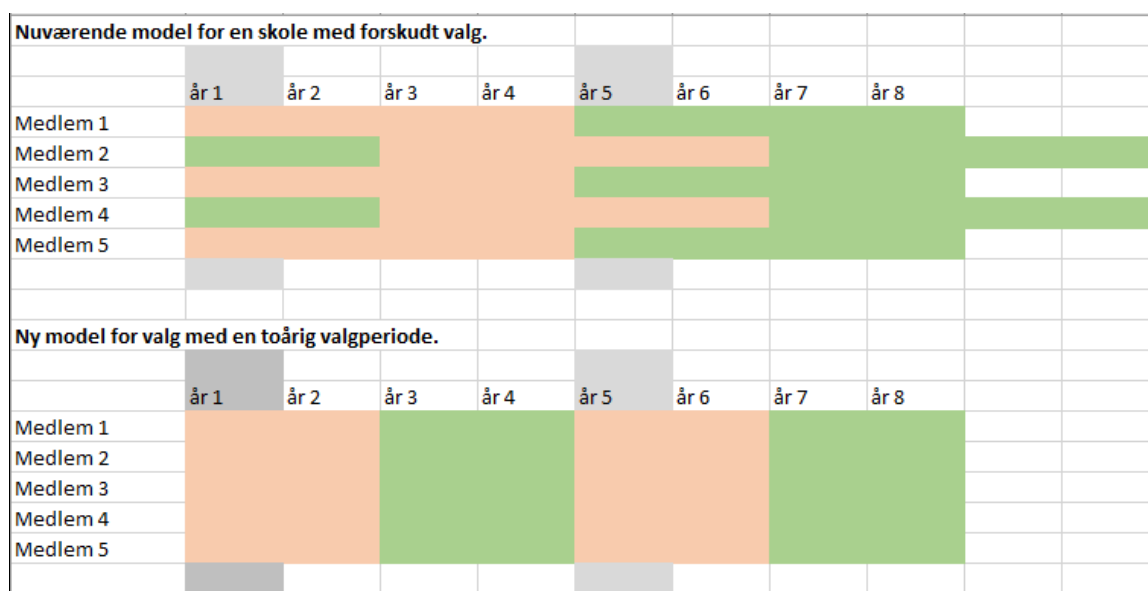 Nuværende model for en skole med forskudt valg.
år 1 år 2 år 3 år 4 år 5 år 6 år 7 år 8
Medlem 1
Medlem 2
Medlem 3
Medlem 4
Medlem 5
Ny model for valg med en toårig valgperiode.
år 1 år 2 år 3 år 4 år 5 år 6 år 7 år 8
Medlem 1
Medlem 2
Medlem 3
Medlem 4
Medlem 5